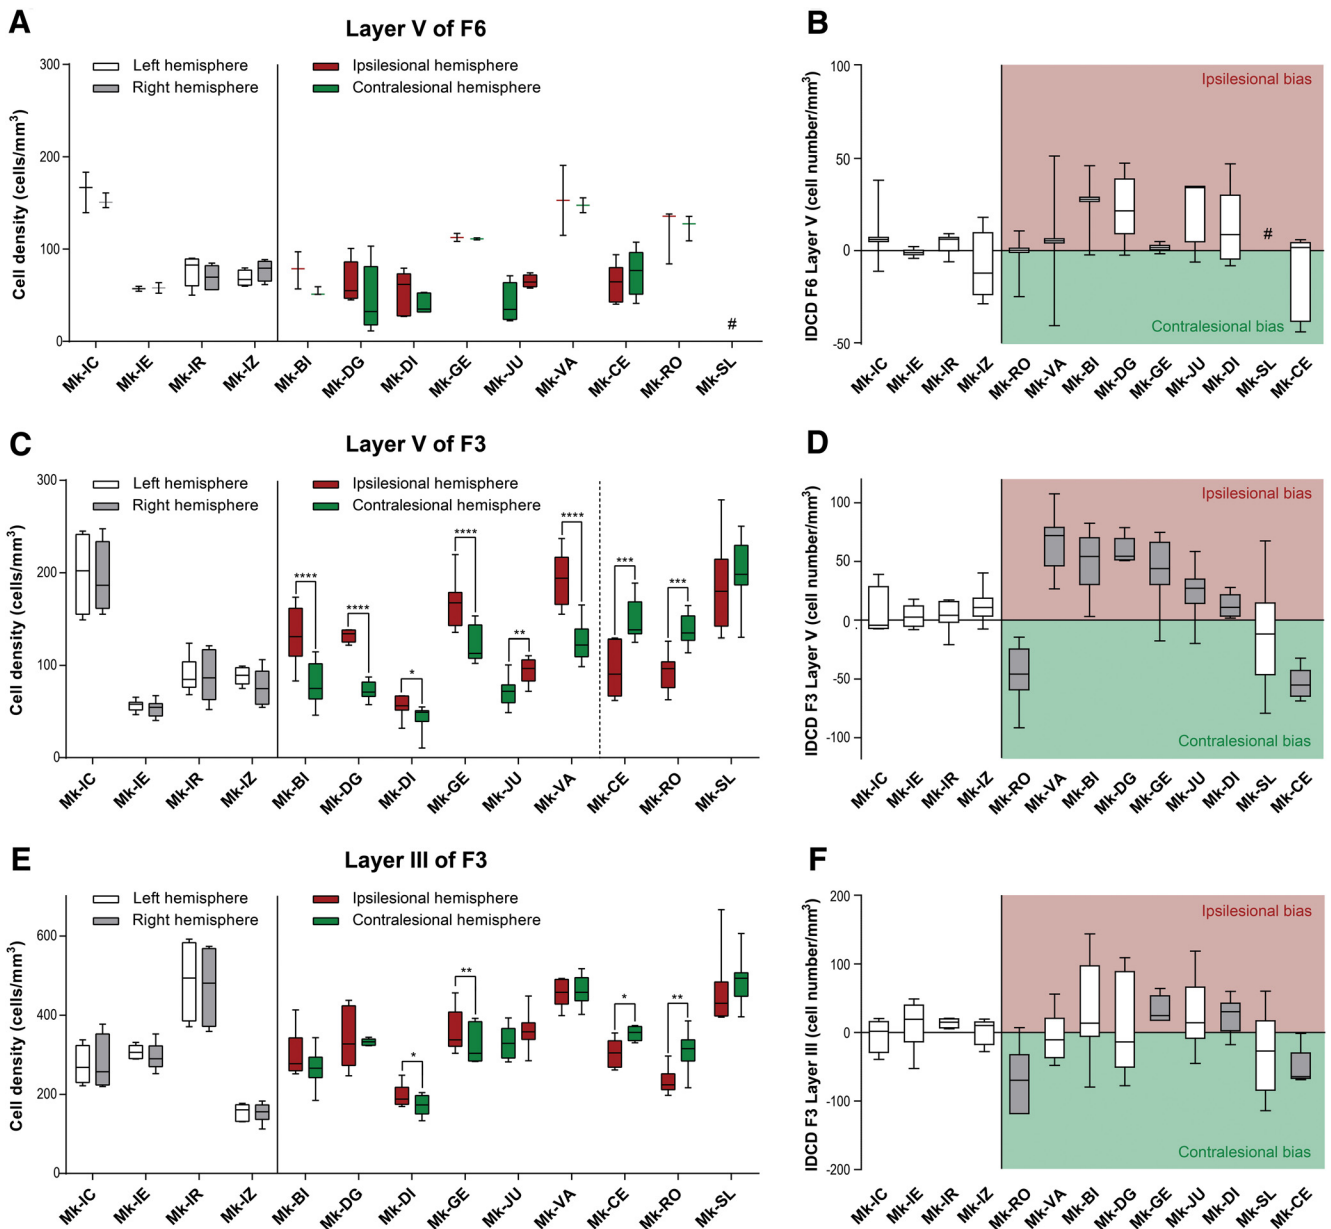 A
Layer V of F6
Left hemisphere
Right hemisphere
Ipsilesional hemisphere
Contralesional hemisphere
Cell density (cells/mm³)
300
200
100
0
#
Mk-IC
Mk-IE
Mk-IR
Mk-IZ
Mk-BI
Mk-DG
Mk-DI
Mk-GE
Mk-JU
Mk-VA
Mk-CE
Mk-RO
Mk-SL
B
Ipsilesional bias
Contralesional bias
IDCD F6 Layer V (cell number/mm³)
100
50
0
-50
#
Mk-IC
Mk-IE
Mk-IR
Mk-IZ
Mk-RO
Mk-VA
Mk-BI
Mk-DG
Mk-GE
Mk-JU
Mk-DI
Mk-SL
Mk-CE
C
Layer V of F3
Left hemisphere
Right hemisphere
Ipsilesional hemisphere
Contralesional hemisphere
Cell density (cells/mm³)
300
200
100
0
****
****
*
****
**
****
***
***
Mk-IC
Mk-IE
Mk-IR
Mk-IZ
Mk-BI
Mk-DG
Mk-DI
Mk-GE
Mk-JU
Mk-VA
Mk-CE
Mk-RO
Mk-SL
D
Ipsilesional bias
Contralesional bias
IDCD F3 Layer V (cell number/mm³)
100
50
0
-50
-100
Mk-IC
Mk-IE
Mk-IR
Mk-IZ
Mk-RO
Mk-VA
Mk-BI
Mk-DG
Mk-GE
Mk-JU
Mk-DI
Mk-SL
Mk-CE
E
Layer III of F3
Left hemisphere
Right hemisphere
Ipsilesional hemisphere
Contralesional hemisphere
Cell density (cells/mm³)
600
400
200
0
*
**
*
**
Mk-IC
Mk-IE
Mk-IR
Mk-IZ
Mk-BI
Mk-DG
Mk-DI
Mk-GE
Mk-JU
Mk-VA
Mk-CE
Mk-RO
Mk-SL
F
Ipsilesional bias
Contralesional bias
IDCD F3 Layer III (cell number/mm³)
200
100
0
-100
-200
Mk-IC
Mk-IE
Mk-IR
Mk-IZ
Mk-RO
Mk-VA
Mk-BI
Mk-DG
Mk-GE
Mk-JU
Mk-DI
Mk-SL
Mk-CE